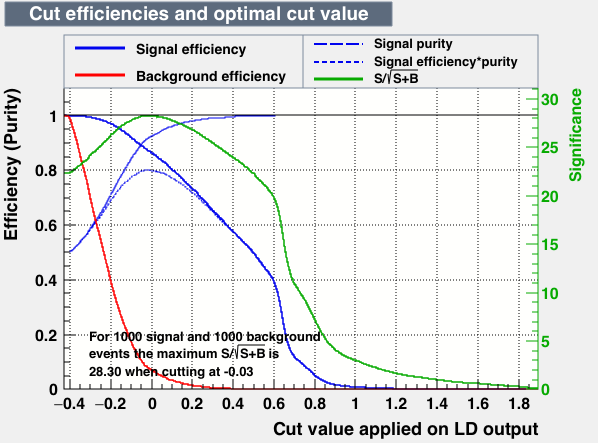 Cut efficiencies and optimal cut value
Signal efficiency
Background efficiency
Signal purity
Signal efficiency*purity
S/√S+B
Efficiency (Purity)
1
0.8
0.6
0.4
0.2
0
Significance
30
25
20
15
10
5
0
For 1000 signal and 1000 background
events the maximum S/√S+B is
28.30 when cutting at -0.03
−0.4 −0.2 0 0.2 0.4 0.6 0.8 1 1.2 1.4 1.6 1.8
Cut value applied on LD output